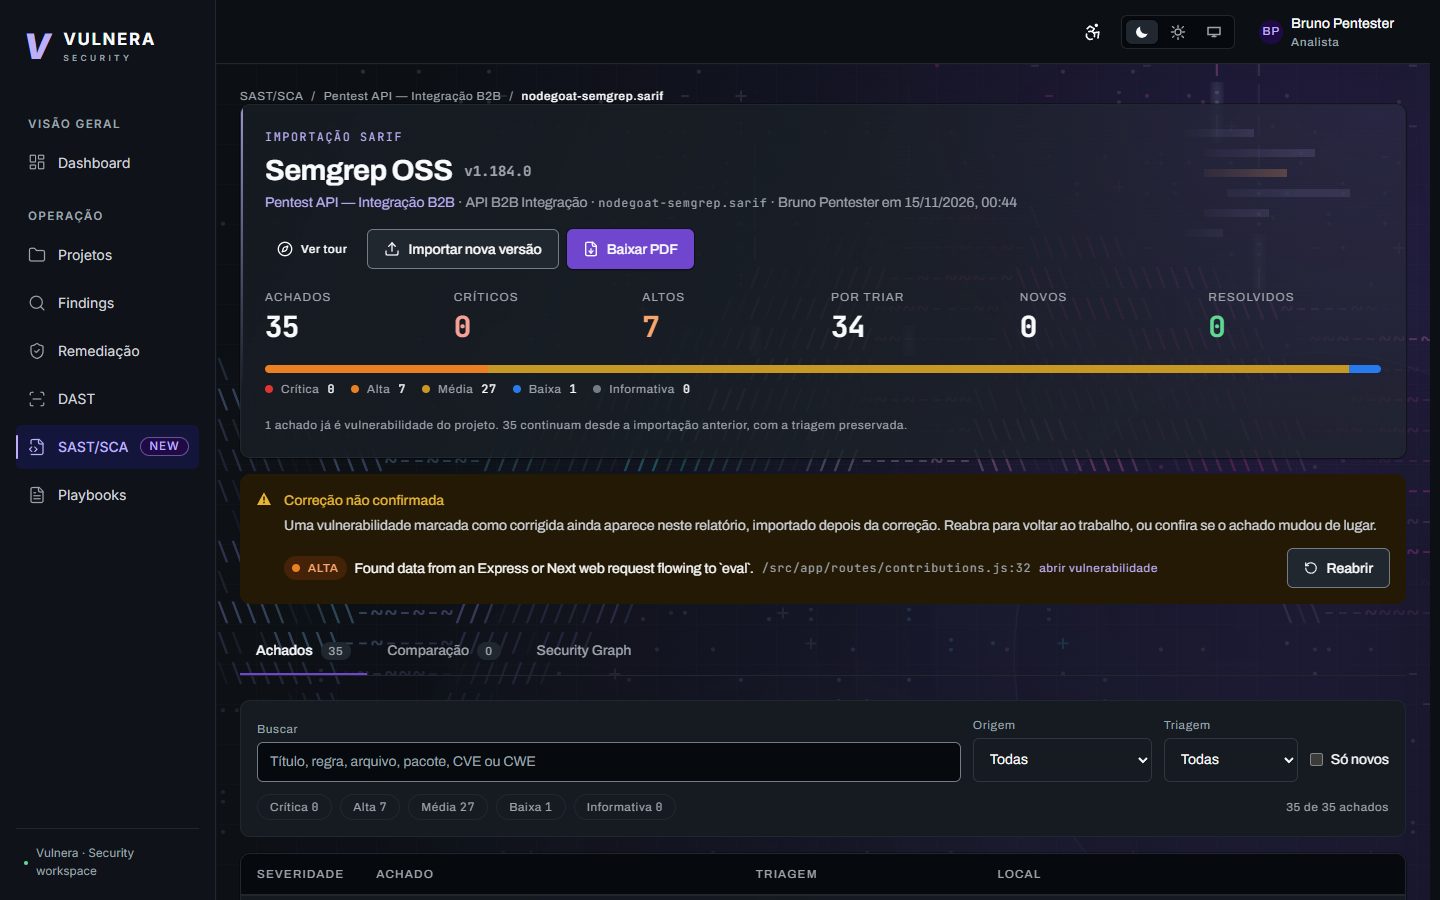 VULNERA
SECURITY
VISÃO GERAL
Dashboard
OPERAÇÃO
Projetos
Findings
Remediação
DAST
SAST/SCA NEW
Playbooks
Vulnera · Security
workspace
BP
Bruno Pentester
Analista
SAST/SCA / Pentest API — Integração B2B / nodegoat-semgrep.sarif
IMPORTAÇÃO SARIF
Semgrep OSS v1.184.0
Pentest API — Integração B2B · API B2B Integração · nodegoat-semgrep.sarif · Bruno Pentester em 15/11/2026, 00:44
Ver tour
Importar nova versão
Baixar PDF
ACHADOS CRÍTICOS ALTOS POR TRIAR NOVOS RESOLVIDOS
35 0 7 34 0 0
Crítica 0 Alta 7 Média 27 Baixa 1 Informativa 0
1 achado já é vulnerabilidade do projeto. 35 continuam desde a importação anterior, com a triagem preservada.
Correção não confirmada
Uma vulnerabilidade marcada como corrigida ainda aparece neste relatório, importado depois da correção. Reabra para voltar ao trabalho, ou confira se o achado mudou de lugar.
ALTA Found data from an Express or Next web request flowing to `eval`. /src/app/routes/contributions.js:32 abrir vulnerabilidade
Reabrir
Achados 35 Comparação 0 Security Graph
Buscar Origem Triagem
Título, regra, arquivo, pacote, CVE ou CWE
Todas
Todas
Só novos
Crítica 0 Alta 7 Média 27 Baixa 1 Informativa 0
35 de 35 achados
SEVERIDADE ACHADO TRIAGEM LOCAL